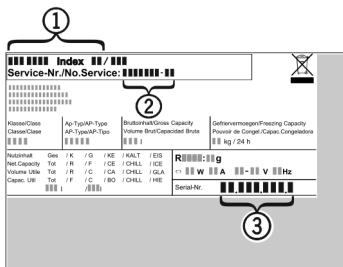 1
Index /
Service-Nr./No.Service: -
2
Klasse/Class
Classe/Clase
Ap-Typ/AP-Type
AP-Type/AP-Tipo
Bruttoinhalt/Gross Capacity
Volume Brut/Capacidad Bruta
l
Gefriervermoegen/Freezing Capacity
Pouvoir de Congel./Capac.Congeladora
kg / 24 h
Nutzinhalt Ges / K / G / KE / KALT / EIS
Net.Capacity Tot / R / F / CE / CHILL / ICE
Volume Utile Tot / R / C / CA / CHILL / GLA
Capac. Util Tot / F / C / BO / CHILL / HIE
l / l
R : g
W A - V Hz
Serial-Nr. . . .
3